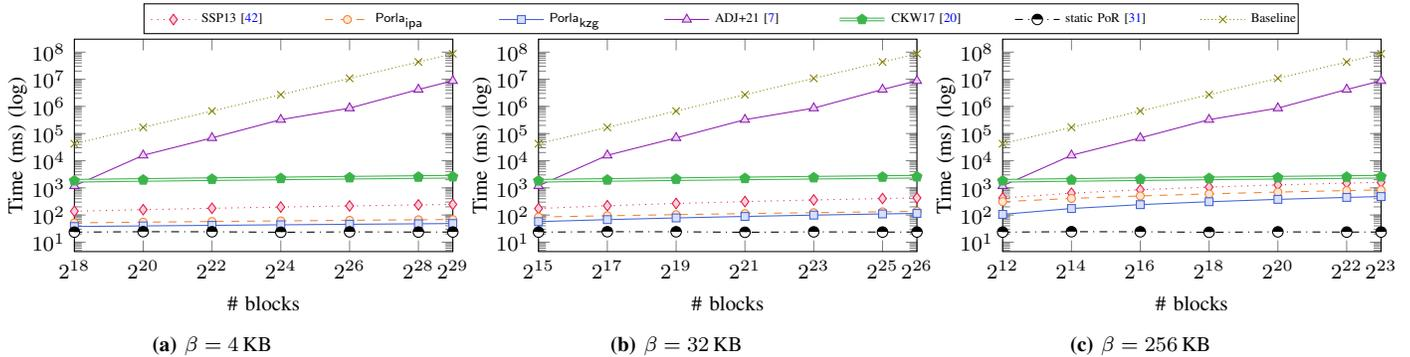 SSP13 [42] Porla_ipa Porla_kzg ADJ+21 [7] CKW17 [20] static PoR [31] Baseline
Time (ms) (log)
10^8
10^7
10^6
10^5
10^4
10^3
10^2
10^1
2^18 2^20 2^22 2^24 2^26 2^28 2^29
# blocks
(a) β = 4 KB
Time (ms) (log)
10^8
10^7
10^6
10^5
10^4
10^3
10^2
10^1
2^15 2^17 2^19 2^21 2^23 2^25 2^26
# blocks
(b) β = 32 KB
Time (ms) (log)
10^8
10^7
10^6
10^5
10^4
10^3
10^2
10^1
2^12 2^14 2^16 2^18 2^20 2^22 2^23
# blocks
(c) β = 256 KB